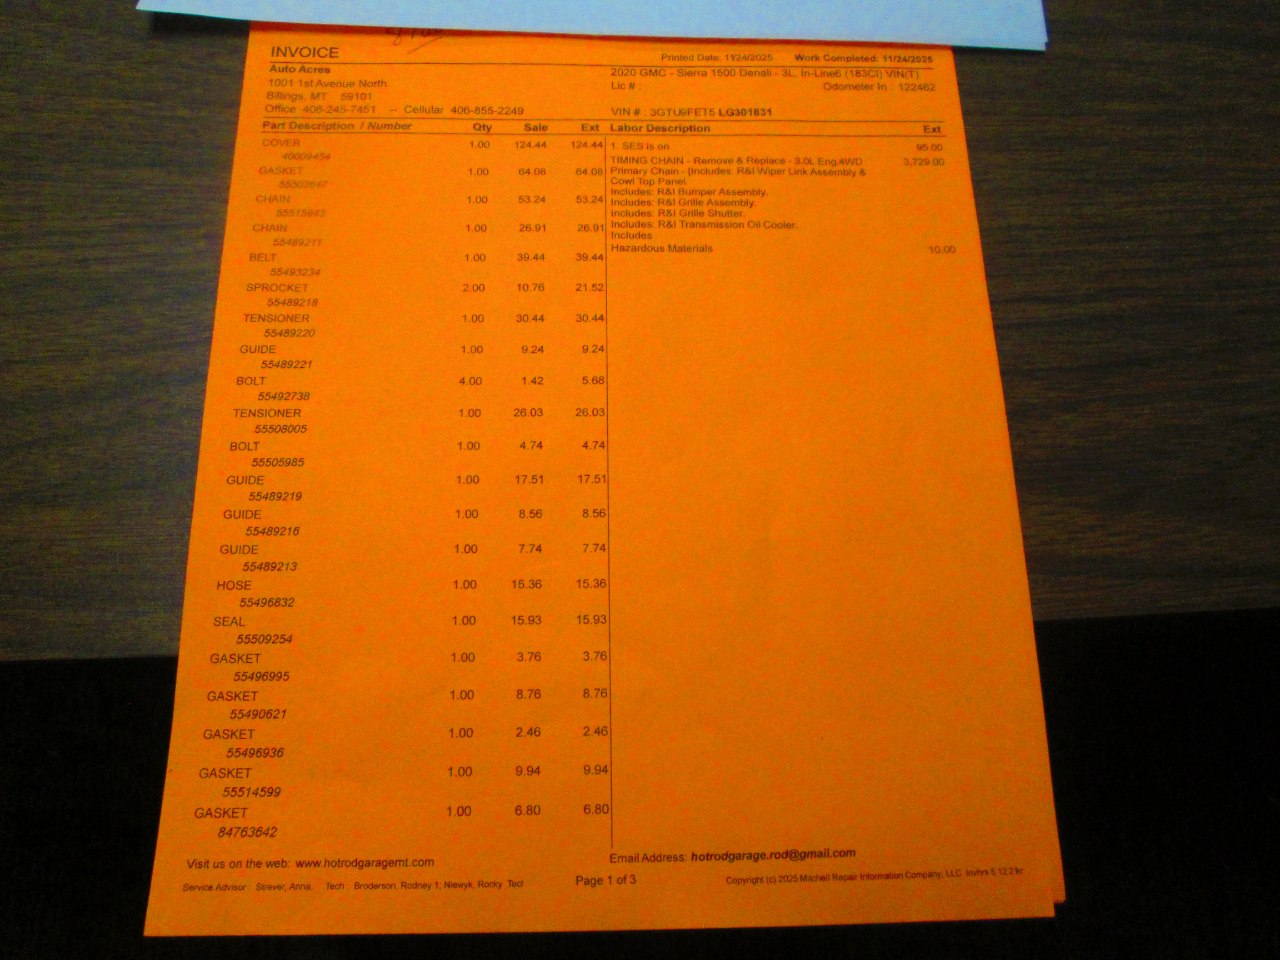 INVOICE
Printed Date: 11/24/2025 Work Completed: 11/24/2025
Auto Acres
1001 1st Avenue North
Billings, MT 59101
Office 406-245-7451 -- Cellular 406-855-2249
2020 GMC - Sierra 1500 Denali - 3L, In-Line6 (183CI) VIN(T)
Lic # :
Odometer In : 122462
VIN # : 3GTU9FET5 LG301831
Part Description / Number Qty Sale Ext
COVER 1.00 124.44 124.44
40009454
GASKET 1.00 64.08 64.08
55502647
CHAIN 1.00 53.24 53.24
CHAIN 1.00 26.91 26.91
55489211
BELT 1.00 39.44 39.44
55493234
SPROCKET 2.00 10.76 21.52
55489218
TENSIONER 1.00 30.44 30.44
55489220
GUIDE 1.00 9.24 9.24
55489221
BOLT 4.00 1.42 5.68
55492738
TENSIONER 1.00 26.03 26.03
55508005
BOLT 1.00 4.74 4.74
55505985
GUIDE 1.00 17.51 17.51
55489219
GUIDE 1.00 8.56 8.56
55489216
GUIDE 1.00 7.74 7.74
55489213
HOSE 1.00 15.36 15.36
55496832
SEAL 1.00 15.93 15.93
55509254
GASKET 1.00 3.76 3.76
55496995
GASKET 1.00 8.76 8.76
55490621
GASKET 1.00 2.46 2.46
55496936
GASKET 1.00 9.94 9.94
55514599
GASKET 1.00 6.80 6.80
84763642
Labor Description Ext
1. SES is on 95.00
TIMING CHAIN - Remove & Replace - 3.0L Eng,4WD 3,729.00
Primary Chain - [Includes: R&I Wiper Link Assembly &
Cowl Top Panel.
Includes: R&I Bumper Assembly.
Includes: R&I Grille Assembly.
Includes: R&I Grille Shutter.
Includes: R&I Transmission Oil Cooler.
Includes
Hazardous Materials 10.00
Visit us on the web: www.hotrodgaragemt.com
Email Address: hotrodgarage.rod@gmail.com
Service Advisor : Strever, Anna, Tech : Broderson, Rodney 1; Niewyk, Rocky Tect
Page 1 of 3
Copyright (c) 2025 Mitchell Repair Information Company, LLC